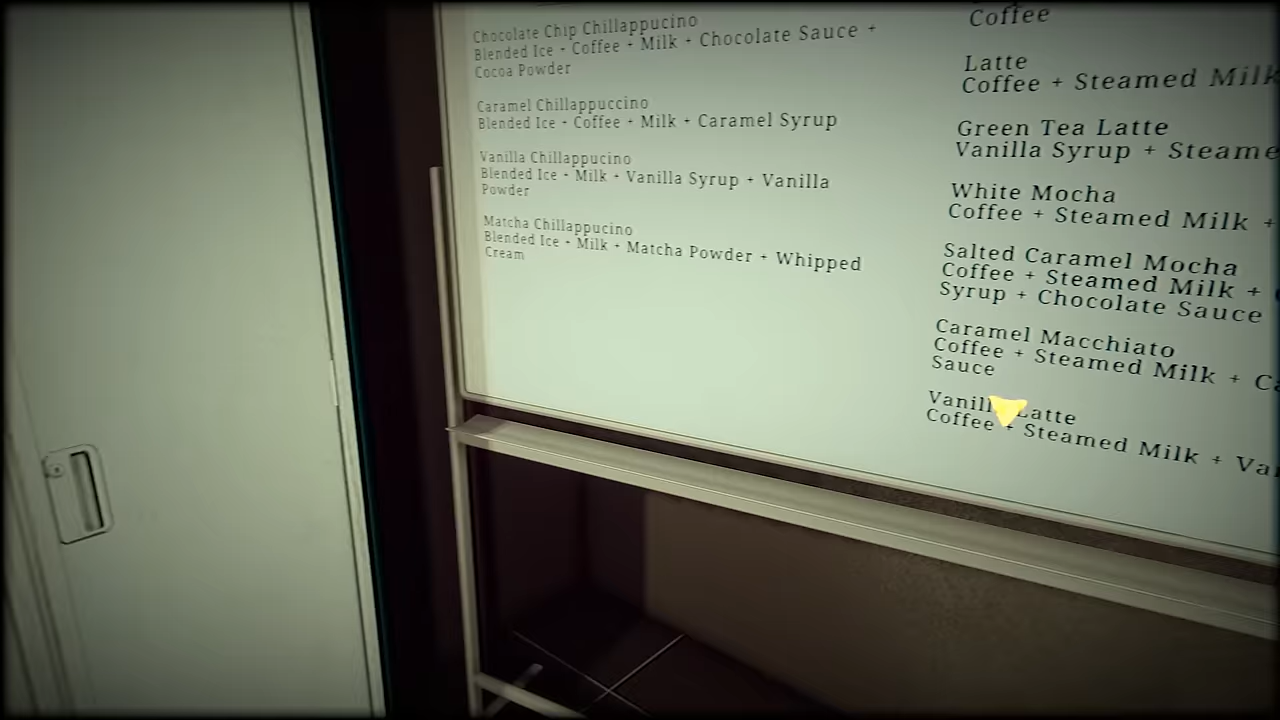 Chocolate Chip Chillappucino
Blended Ice + Coffee + Milk + Chocolate Sauce +
Cocoa Powder
Caramel Chillappuccino
Blended Ice + Coffee + Milk + Caramel Syrup
Vanilla Chillappucino
Blended Ice + Milk + Vanilla Syrup + Vanilla
Powder
Matcha Chillappucino
Blended Ice + Milk + Matcha Powder + Whipped
Cream
Coffee
Latte
Coffee + Steamed Milk
Green Tea Latte
Vanilla Syrup + Steame
White Mocha
Coffee + Steamed Milk +
Salted Caramel Mocha
Coffee + Steamed Milk +
Syrup + Chocolate Sauce
Caramel Macchiato
Coffee + Steamed Milk + Ca
Sauce
Vanilla Latte
Coffee + Steamed Milk + Va